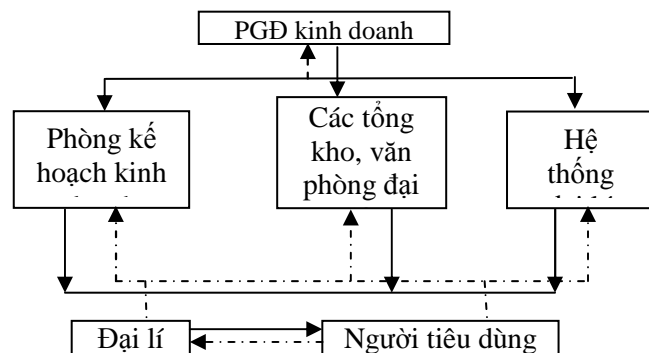 PGĐ kinh doanh
Phòng kế
hoạch kinh
Các tổng
kho, văn
phòng đại
Hệ
thống
Đại lí
Người tiêu dùng